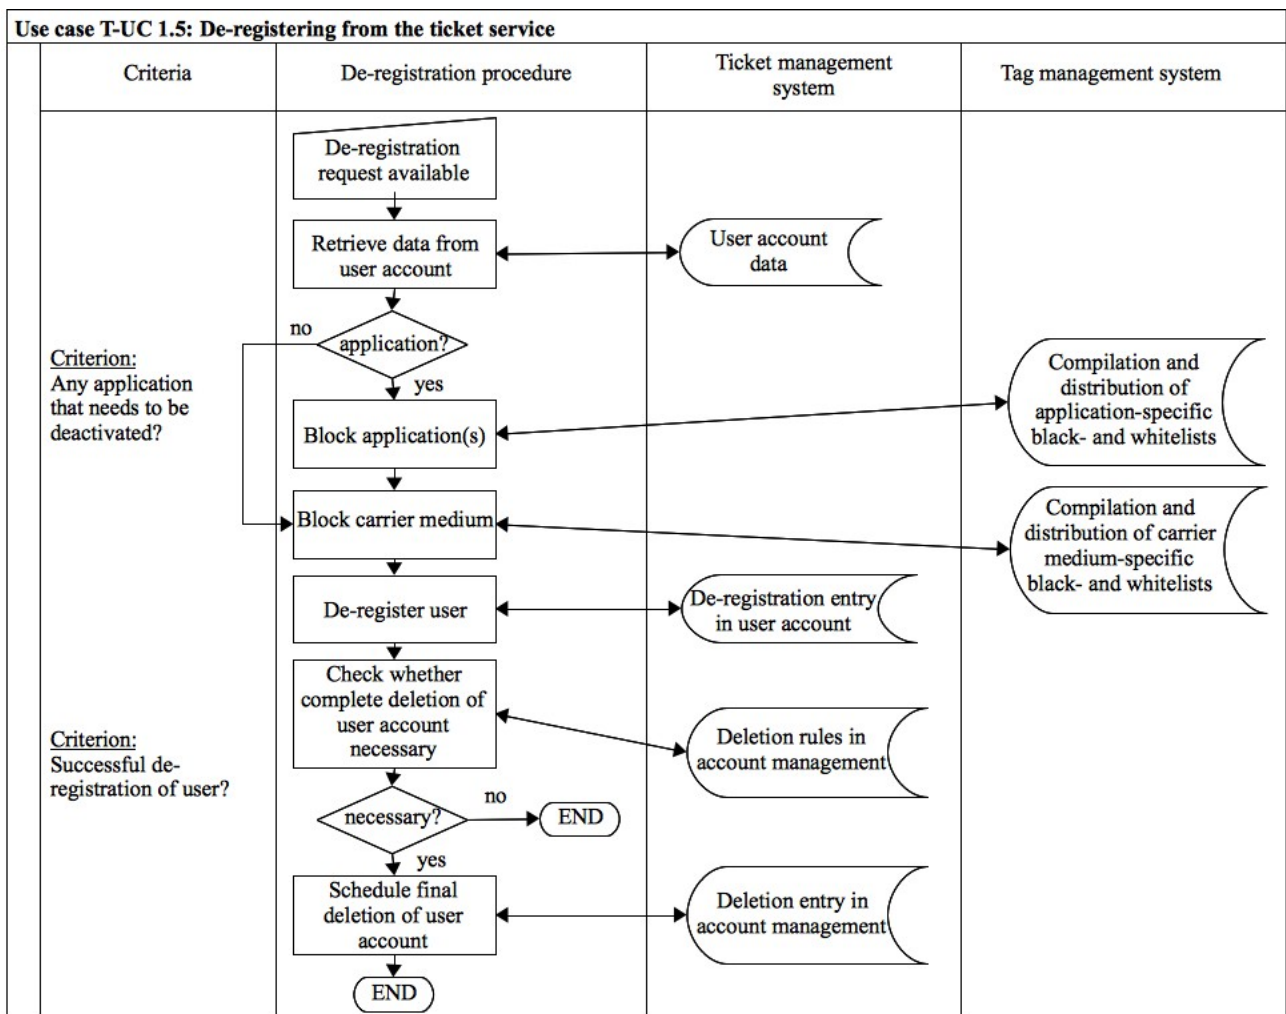 Use case T-UC 1.5: De-registering from the ticket service
Criteria
De-registration procedure
Ticket management
system
Tag management system
De-registration
request available
Retrieve data from
user account
User account
data
no
application?
yes
Criterion:
Any application
that needs to be
deactivated?
Compilation and
distribution of
application-specific
black- and whitelists
Block application(s)
Block carrier medium
Compilation and
distribution of carrier
medium-specific
black- and whitelists
De-register user
De-registration entry
in user account
Check whether
complete deletion of
user account
necessary
Criterion:
Successful de-
registration of user?
Deletion rules in
account management
necessary?
no
END
yes
Schedule final
deletion of user
account
Deletion entry in
account management
END